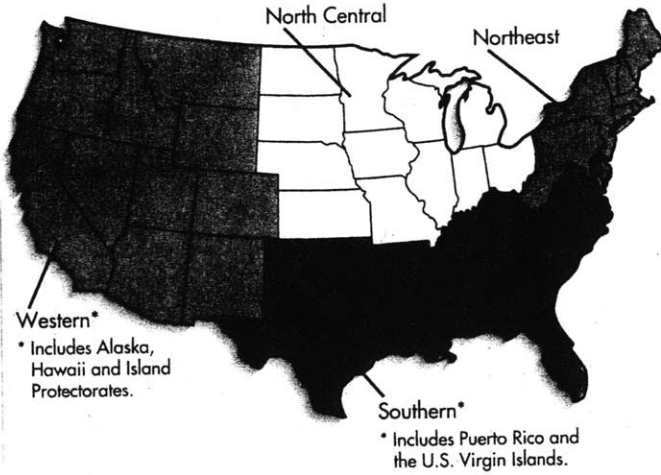 North Central
Northeast
Western*
* Includes Alaska,
Hawaii and Island
Protectorates.
Southern*
* Includes Puerto Rico and
the U.S. Virgin Islands.